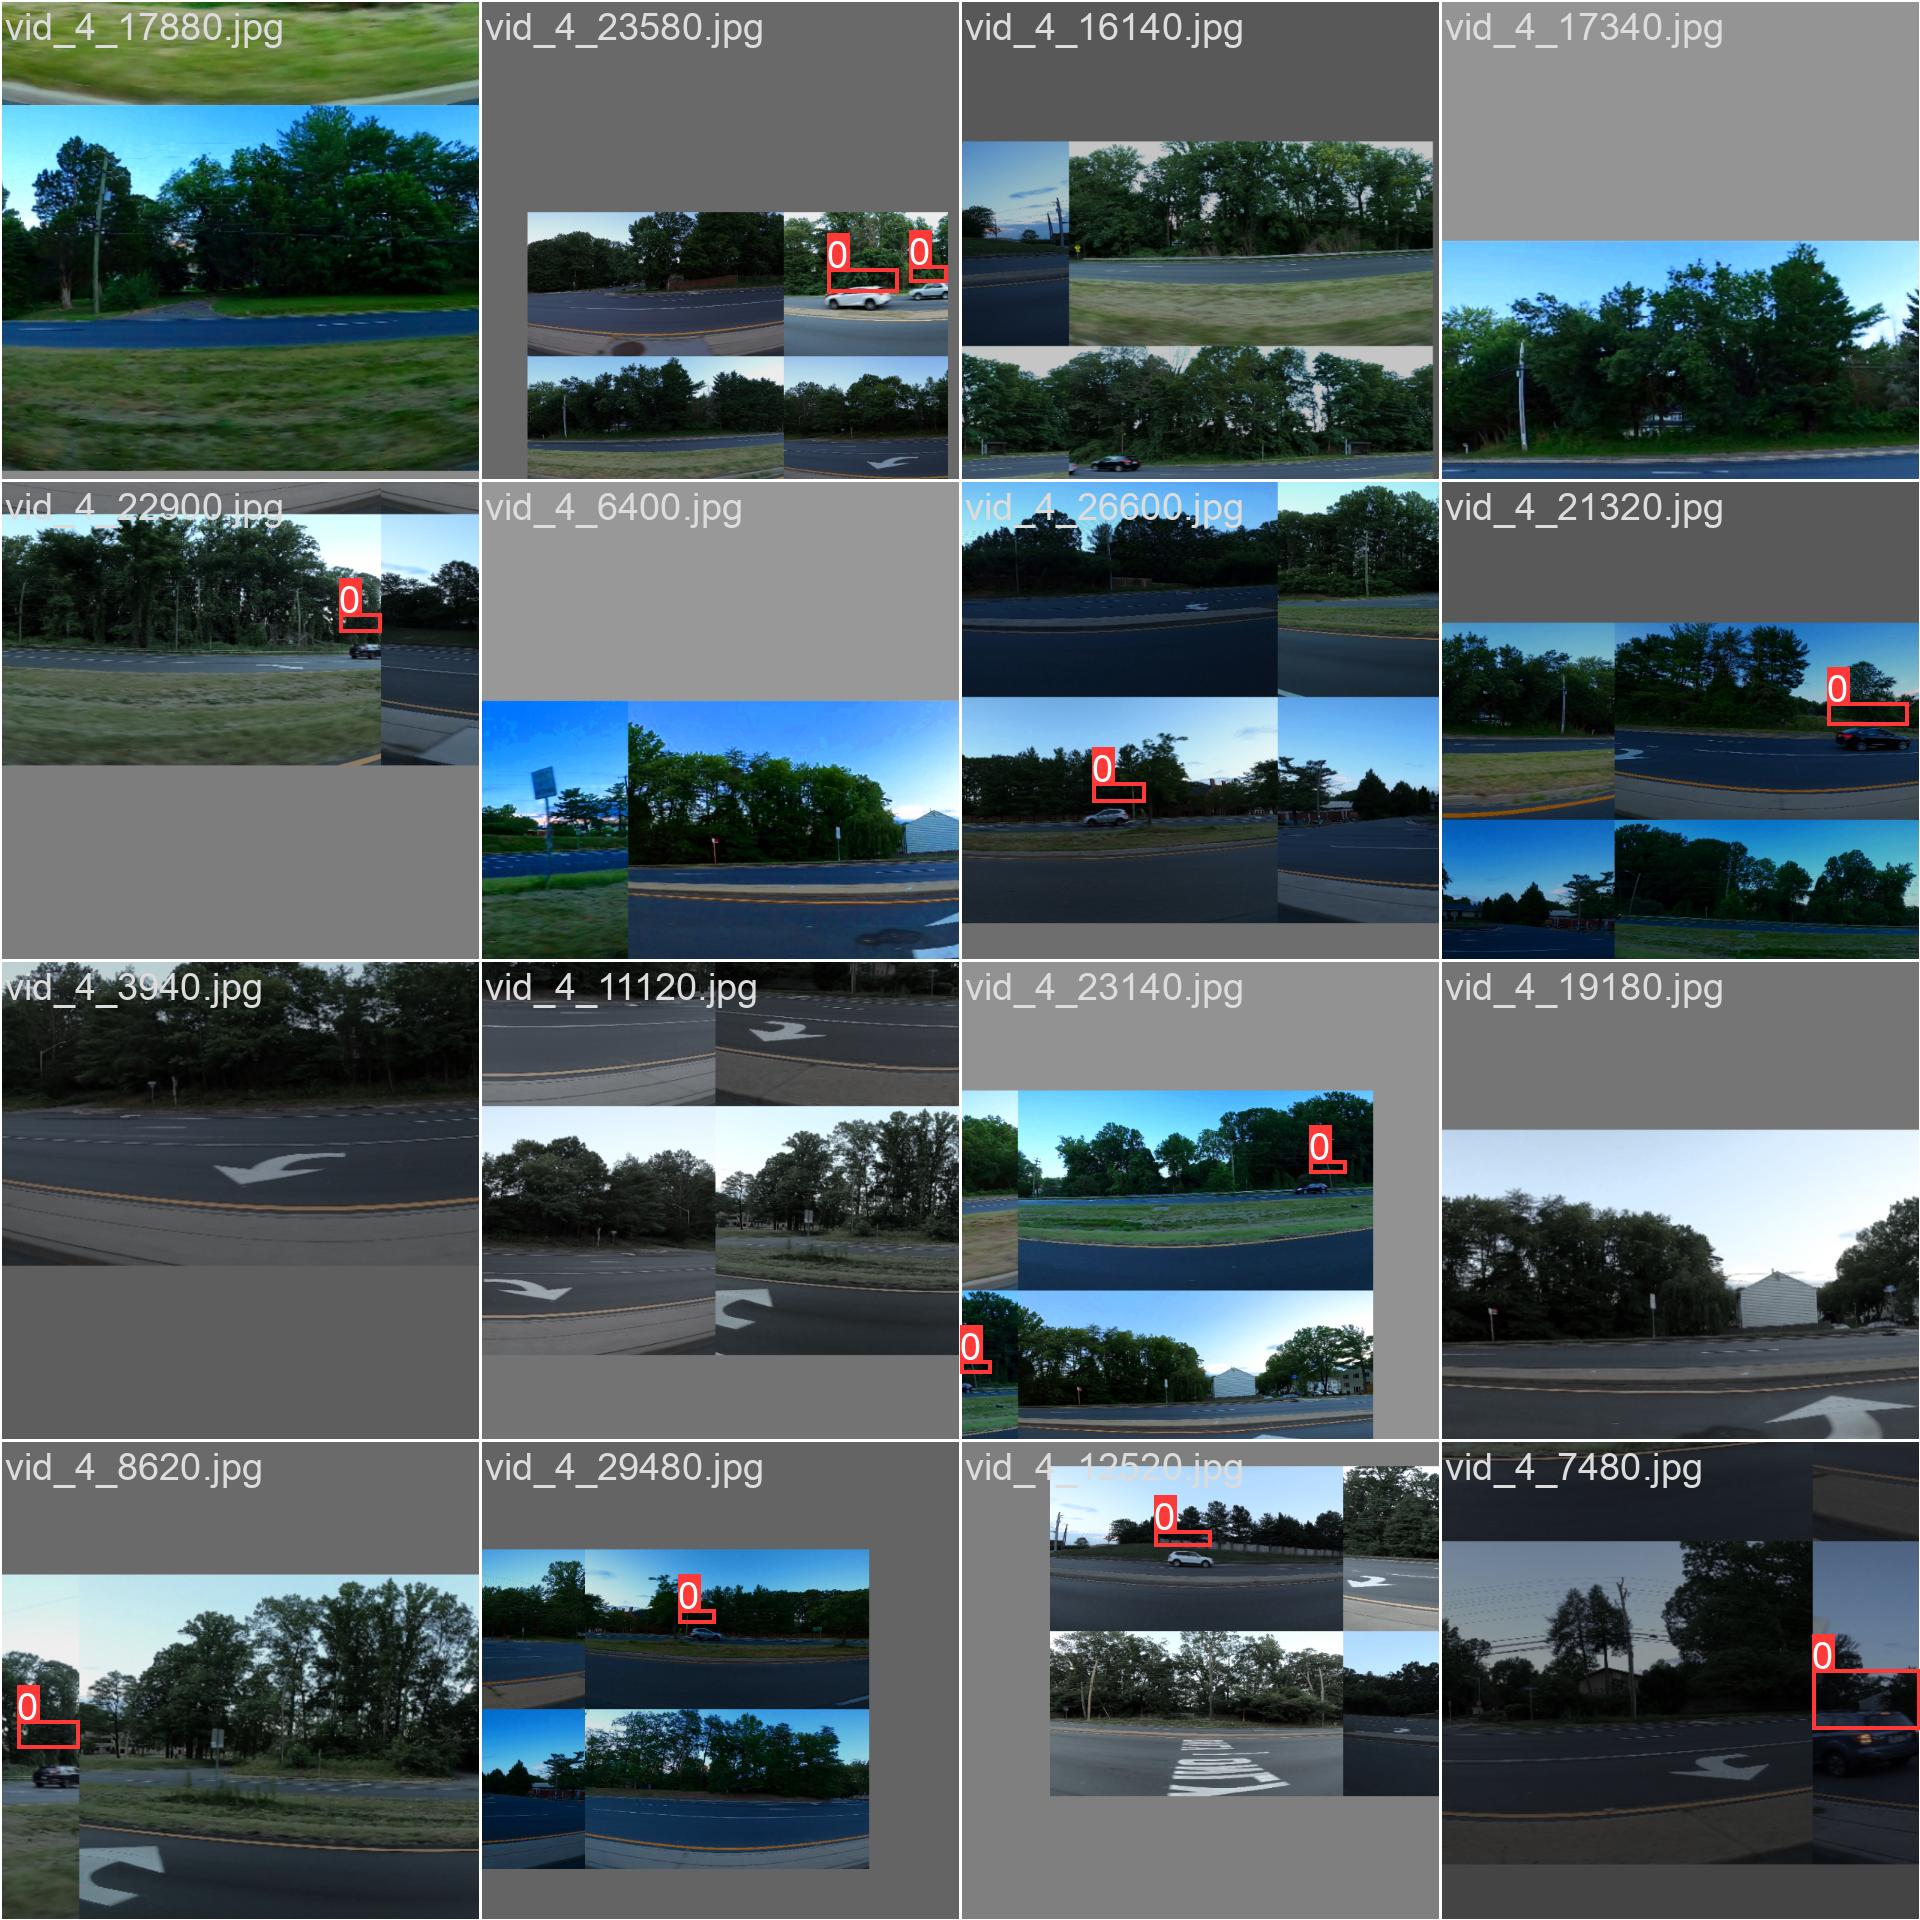 vid_4_17880.jpg
vid_4_23580.jpg
vid_4_16140.jpg
vid_4_17340.jpg
0
0
vid_4_22900.jpg
vid_4_6400.jpg
vid_4_26600.jpg
vid_4_21320.jpg
0
0
0
vid_4_3940.jpg
vid_4_11120.jpg
vid_4_23140.jpg
vid_4_19180.jpg
0
0
vid_4_8620.jpg
vid_4_29480.jpg
vid_4_12520.jpg
vid_4_7480.jpg
0
0
0
0